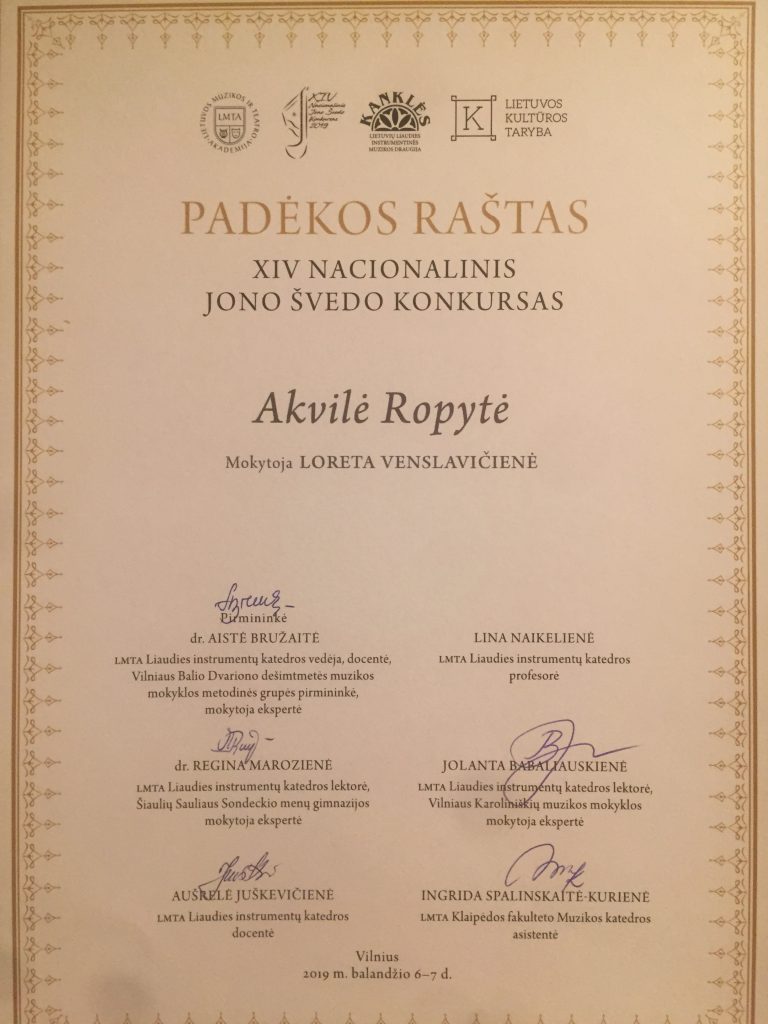 LIETUVOS MUZIKOS IR TEATRO AKADEMIJA
LMTA
XIV
Nacionalinis
Jono Švedo
Konkursas
2019
KANKLĖS
LIETUVIŲ LIAUDIES
INSTRUMENTINĖS
MUZIKOS DRAUGIJA
K
LIETUVOS
KULTŪROS
TARYBA
PADĖKOS RAŠTAS
XIV NACIONALINIS
JONO ŠVEDO KONKURSAS
Akvilė Ropytė
Mokytoja LORETA VENSLAVIČIENĖ
Pirmininkė
dr. AISTĖ BRUŽAITĖ
LMTA Liaudies instrumentų katedros vedėja, docentė,
Vilniaus Balio Dvariono dešimtmetės muzikos
mokyklos metodinės grupės pirmininkė,
mokytoja ekspertė
LINA NAIKELIENĖ
LMTA Liaudies instrumentų katedros
profesorė
dr. REGINA MAROZIENĖ
LMTA Liaudies instrumentų katedros lektorė,
Šiaulių Sauliaus Sondeckio menų gimnazijos
mokytoja ekspertė
JOLANTA BABALIAUSKIENĖ
LMTA Liaudies instrumentų katedros lektorė,
Vilniaus Karoliniškių muzikos mokyklos
mokytoja ekspertė
AUŠRELĖ JUŠKEVIČIENĖ
LMTA Liaudies instrumentų katedros
docentė
INGRIDA SPALINSKAITĖ-KURIENĖ
LMTA Klaipėdos fakulteto Muzikos katedros
asistentė
Vilnius
2019 m. balandžio 6–7 d.